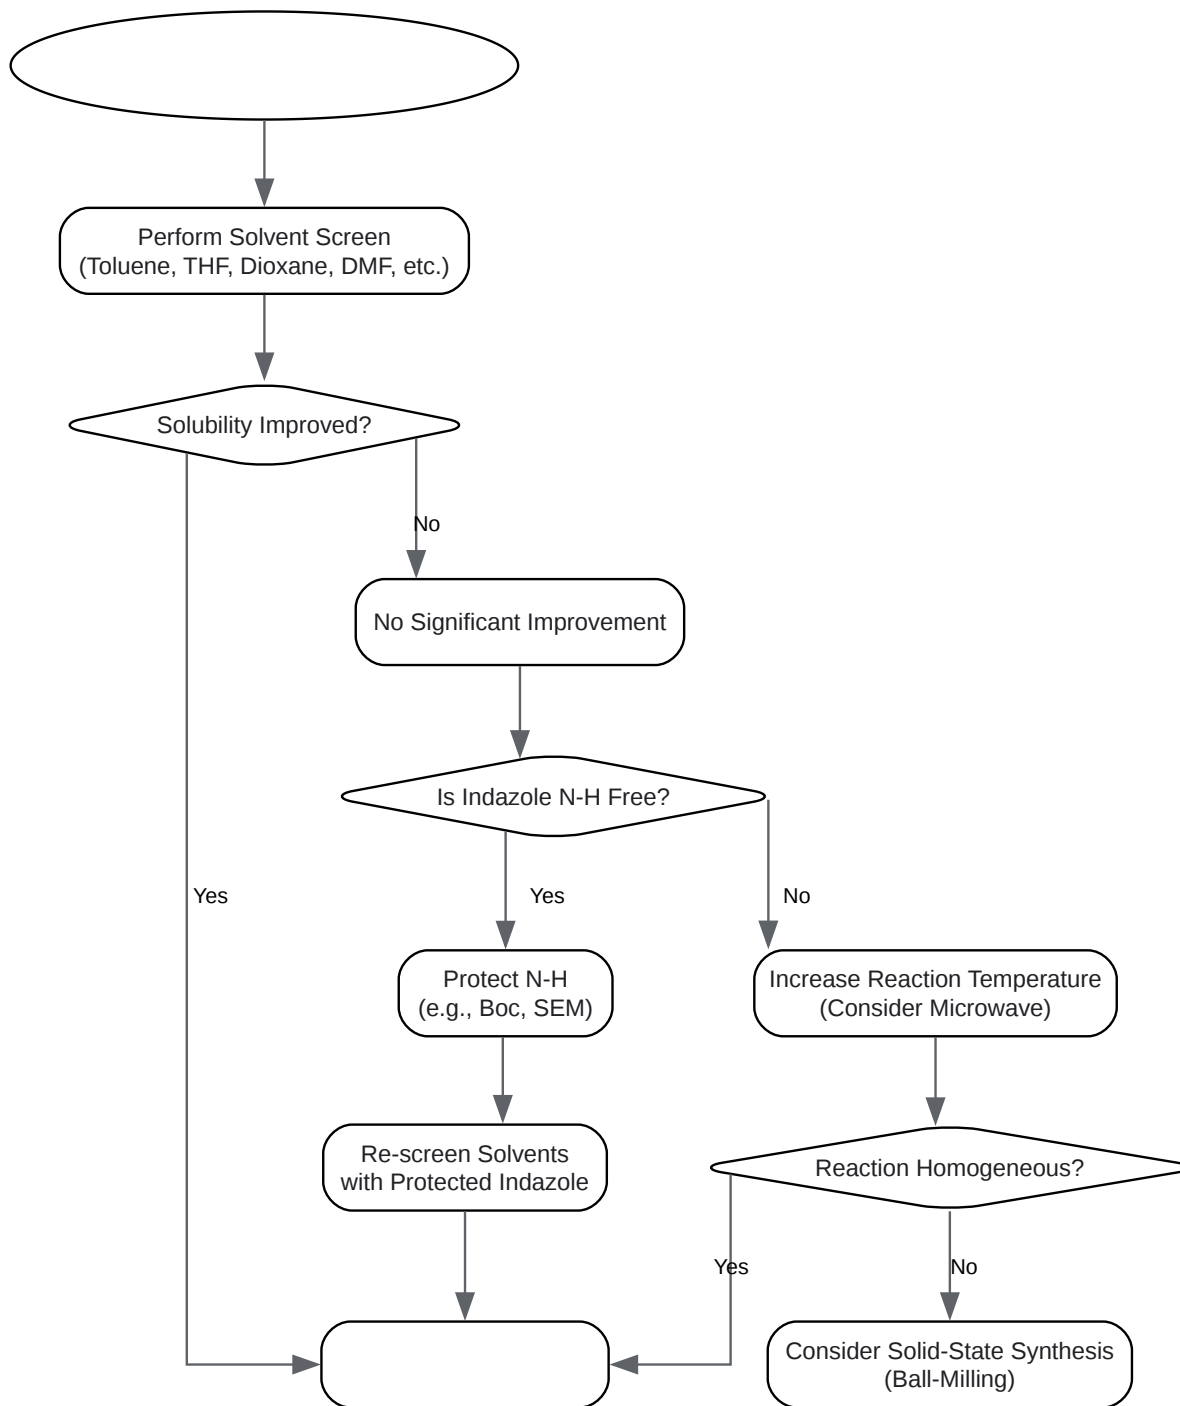 Perform Solvent Screen
(Toluene, THF, Dioxane, DMF, etc.)
Solubility Improved?
No
No Significant Improvement
Is Indazole N-H Free?
Yes
Yes
No
Protect N-H
(e.g., Boc, SEM)
Increase Reaction Temperature
(Consider Microwave)
Re-screen Solvents
with Protected Indazole
Reaction Homogeneous?
Yes
No
Consider Solid-State Synthesis
(Ball-Milling)